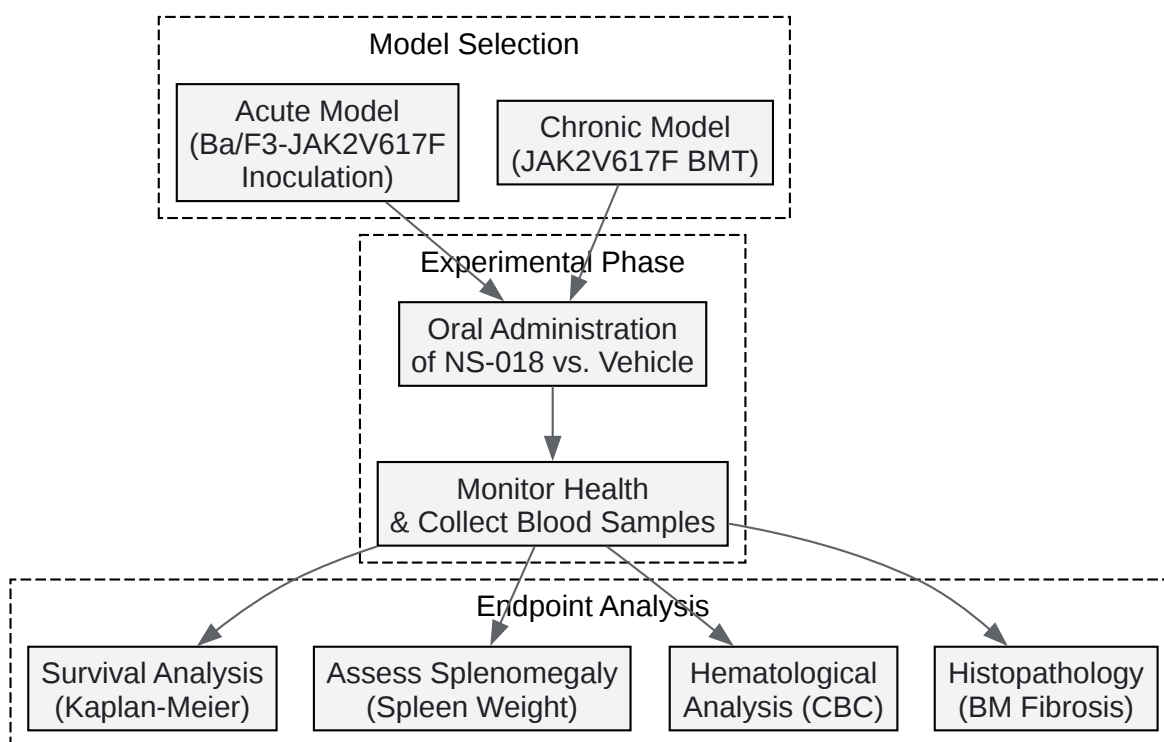 Model Selection
Acute Model
(Ba/F3-JAK2V617F
Inoculation)
Chronic Model
(JAK2V617F BMT)
Experimental Phase
Oral Administration
of NS-018 vs. Vehicle
Monitor Health
& Collect Blood Samples
Endpoint Analysis
Survival Analysis
(Kaplan-Meier)
Assess Splenomegaly
(Spleen Weight)
Hematological
Analysis (CBC)
Histopathology
(BM Fibrosis)